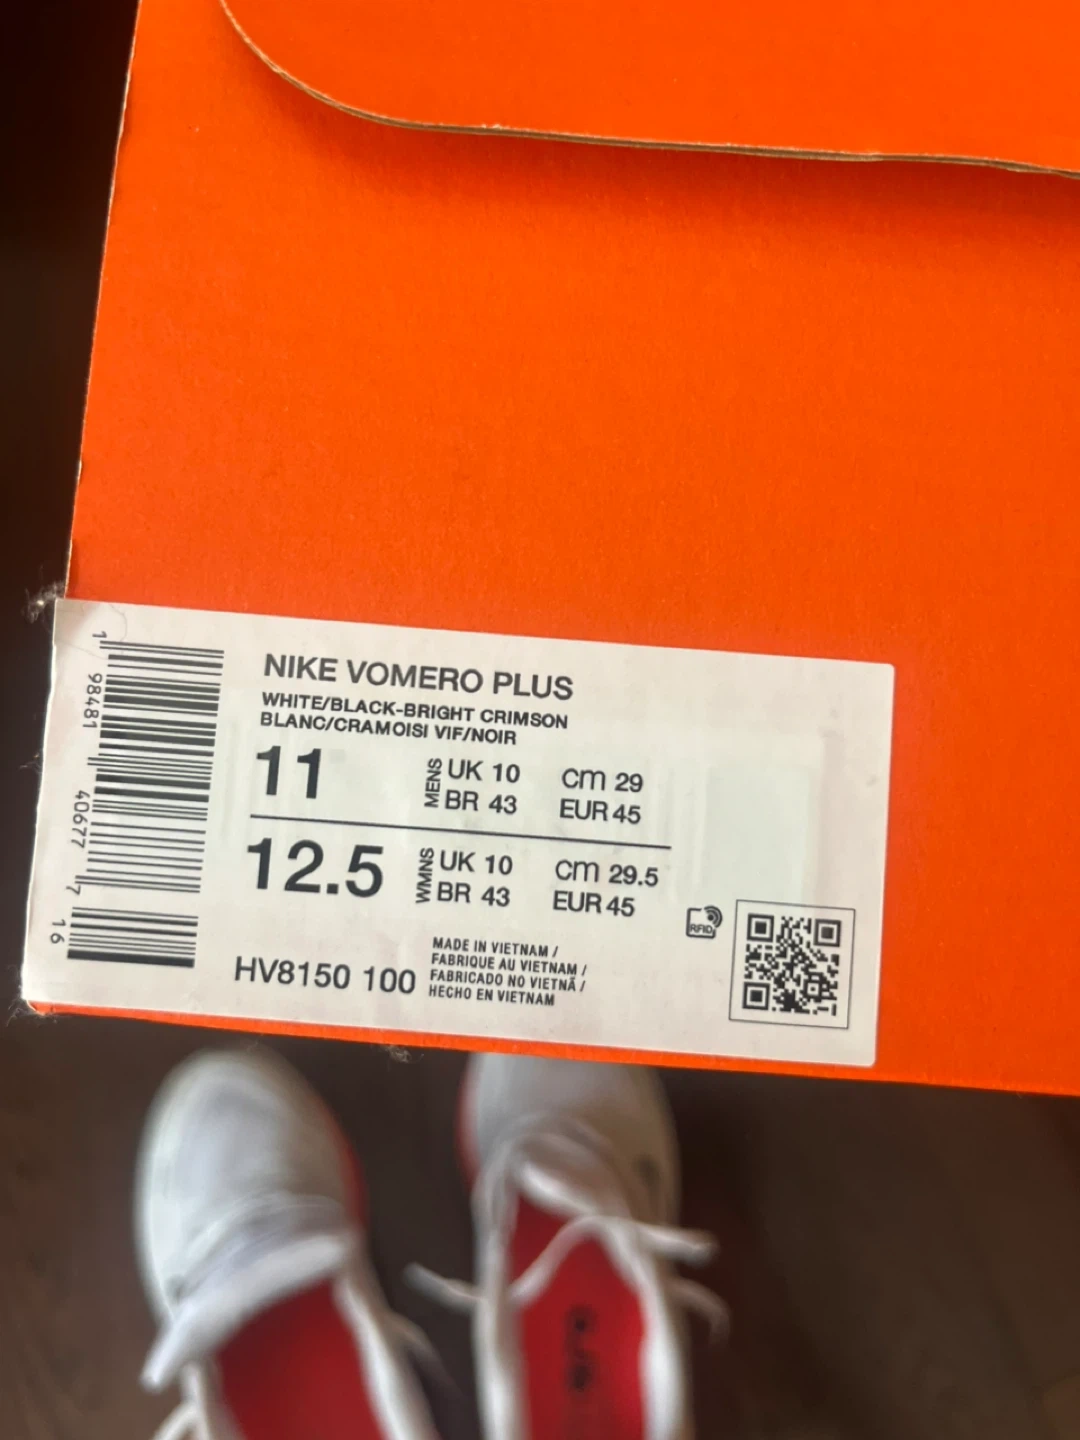 NIKE VOMERO PLUS
WHITE/BLACK-BRIGHT CRIMSON
BLANC/CRAMOISI VIF/NOIR
11
MENS
UK 10
CM 29
BR 43
EUR 45
12.5
WMNS
UK 10
CM 29.5
BR 43
EUR 45
HV8150 100
MADE IN VIETNAM /
FABRIQUE AU VIETNAM /
FABRICADO NO VIETNÃ /
HECHO EN VIETNAM
RFID
1 98481 40677 7 16